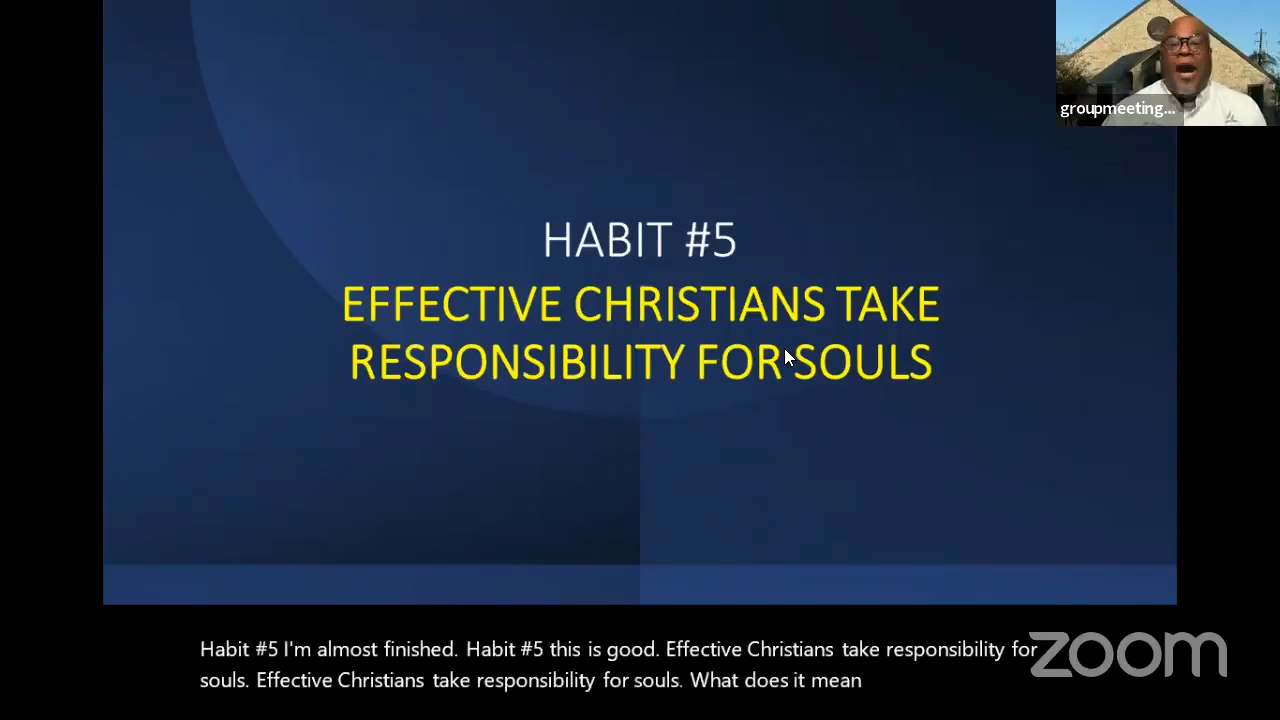 groupmeeting...
HABIT #5
EFFECTIVE CHRISTIANS TAKE
RESPONSIBILITY FOR SOULS
Habit #5 I'm almost finished. Habit #5 this is good. Effective Christians take responsibility for
souls. Effective Christians take responsibility for souls. What does it mean
zoom